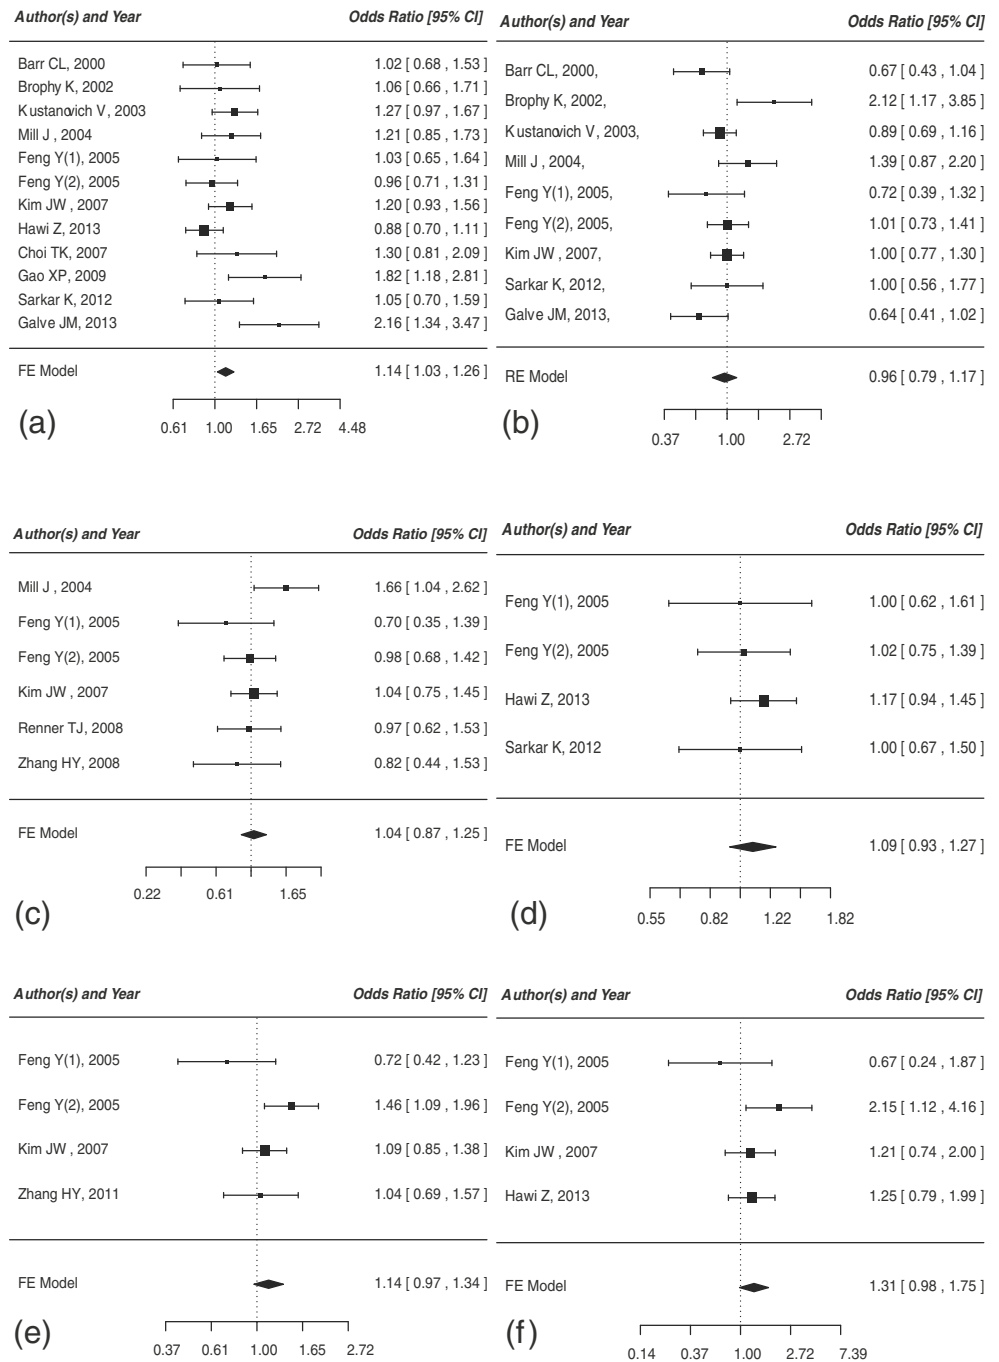 Author(s) and Year Odds Ratio [95% CI]
Barr CL, 2000 1.02 [ 0.68 , 1.53 ]
Brophy K, 2002 1.06 [ 0.66 , 1.71 ]
Kustanovich V, 2003 1.27 [ 0.97 , 1.67 ]
Mill J , 2004 1.21 [ 0.85 , 1.73 ]
Feng Y(1), 2005 1.03 [ 0.65 , 1.64 ]
Feng Y(2), 2005 0.96 [ 0.71 , 1.31 ]
Kim JW , 2007 1.20 [ 0.93 , 1.56 ]
Hawi Z, 2013 0.88 [ 0.70 , 1.11 ]
Choi TK, 2007 1.30 [ 0.81 , 2.09 ]
Gao XP, 2009 1.82 [ 1.18 , 2.81 ]
Sarkar K, 2012 1.05 [ 0.70 , 1.59 ]
Galve JM, 2013 2.16 [ 1.34 , 3.47 ]
FE Model 1.14 [ 1.03 , 1.26 ]
(a)
0.61 1.00 1.65 2.72 4.48
Author(s) and Year Odds Ratio [95% CI]
Barr CL, 2000, 0.67 [ 0.43 , 1.04 ]
Brophy K, 2002, 2.12 [ 1.17 , 3.85 ]
Kustanovich V, 2003, 0.89 [ 0.69 , 1.16 ]
Mill J , 2004, 1.39 [ 0.87 , 2.20 ]
Feng Y(1), 2005, 0.72 [ 0.39 , 1.32 ]
Feng Y(2), 2005, 1.01 [ 0.73 , 1.41 ]
Kim JW , 2007, 1.00 [ 0.77 , 1.30 ]
Sarkar K, 2012, 1.00 [ 0.56 , 1.77 ]
Galve JM, 2013, 0.64 [ 0.41 , 1.02 ]
RE Model 0.96 [ 0.79 , 1.17 ]
(b)
0.37 1.00 2.72
Author(s) and Year Odds Ratio [95% CI]
Mill J , 2004 1.66 [ 1.04 , 2.62 ]
Feng Y(1), 2005 0.70 [ 0.35 , 1.39 ]
Feng Y(2), 2005 0.98 [ 0.68 , 1.42 ]
Kim JW , 2007 1.04 [ 0.75 , 1.45 ]
Renner TJ, 2008 0.97 [ 0.62 , 1.53 ]
Zhang HY, 2008 0.82 [ 0.44 , 1.53 ]
FE Model 1.04 [ 0.87 , 1.25 ]
0.22 0.61 1.65
(c)
Author(s) and Year Odds Ratio [95% CI]
Feng Y(1), 2005 1.00 [ 0.62 , 1.61 ]
Feng Y(2), 2005 1.02 [ 0.75 , 1.39 ]
Hawi Z, 2013 1.17 [ 0.94 , 1.45 ]
Sarkar K, 2012 1.00 [ 0.67 , 1.50 ]
FE Model 1.09 [ 0.93 , 1.27 ]
(d)
0.55 0.82 1.22 1.82
Author(s) and Year Odds Ratio [95% CI]
Feng Y(1), 2005 0.72 [ 0.42 , 1.23 ]
Feng Y(2), 2005 1.46 [ 1.09 , 1.96 ]
Kim JW , 2007 1.09 [ 0.85 , 1.38 ]
Zhang HY, 2011 1.04 [ 0.69 , 1.57 ]
FE Model 1.14 [ 0.97 , 1.34 ]
(e)
0.37 0.61 1.00 1.65 2.72
Author(s) and Year Odds Ratio [95% CI]
Feng Y(1), 2005 0.67 [ 0.24 , 1.87 ]
Feng Y(2), 2005 2.15 [ 1.12 , 4.16 ]
Kim JW , 2007 1.21 [ 0.74 , 2.00 ]
Hawi Z, 2013 1.25 [ 0.79 , 1.99 ]
FE Model 1.31 [ 0.98 , 1.75 ]
(f)
0.14 0.37 1.00 2.72 7.39